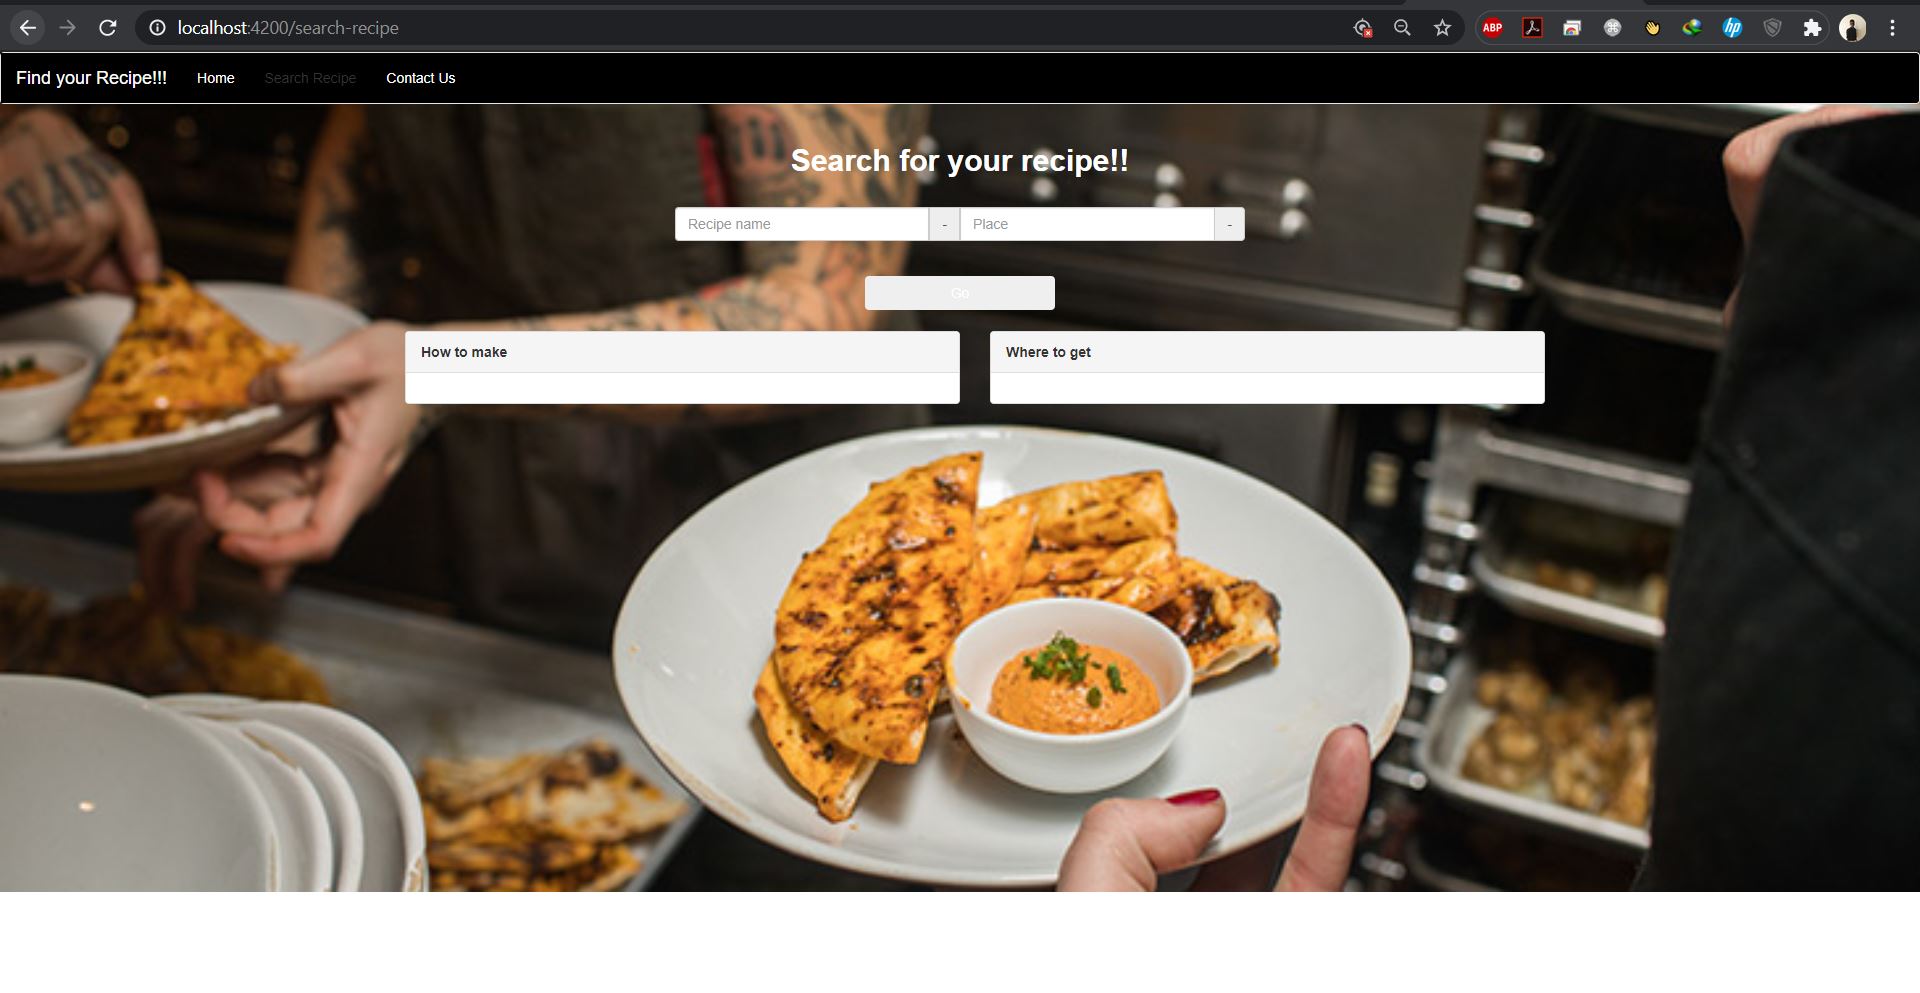 localhost:4200/search-recipe
ABP
hp
Find your Recipe!!! Home Search Recipe Contact Us
Search for your recipe!!
Recipe name - Place -
Go
How to make Where to get